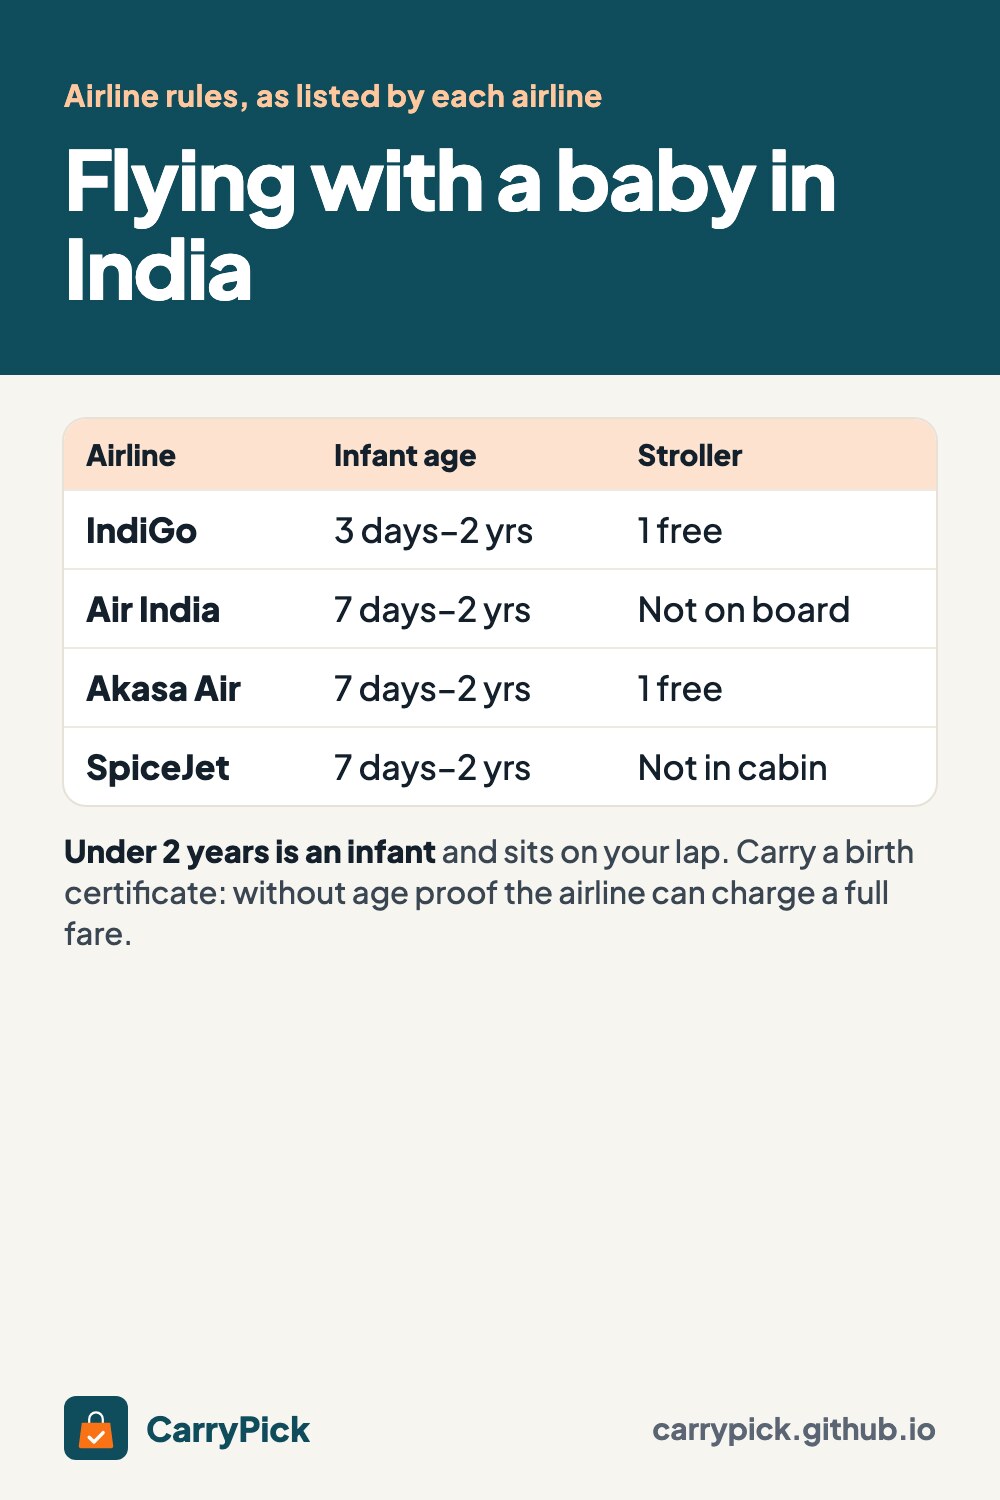 Airline rules, as listed by each airline
Flying with a baby in
India
Airline Infant age Stroller
IndiGo 3 days–2 yrs 1 free
Air India 7 days–2 yrs Not on board
Akasa Air 7 days–2 yrs 1 free
SpiceJet 7 days–2 yrs Not in cabin
Under 2 years is an infant and sits on your lap. Carry a birth
certificate: without age proof the airline can charge a full
fare.
CarryPick carrypick.github.io